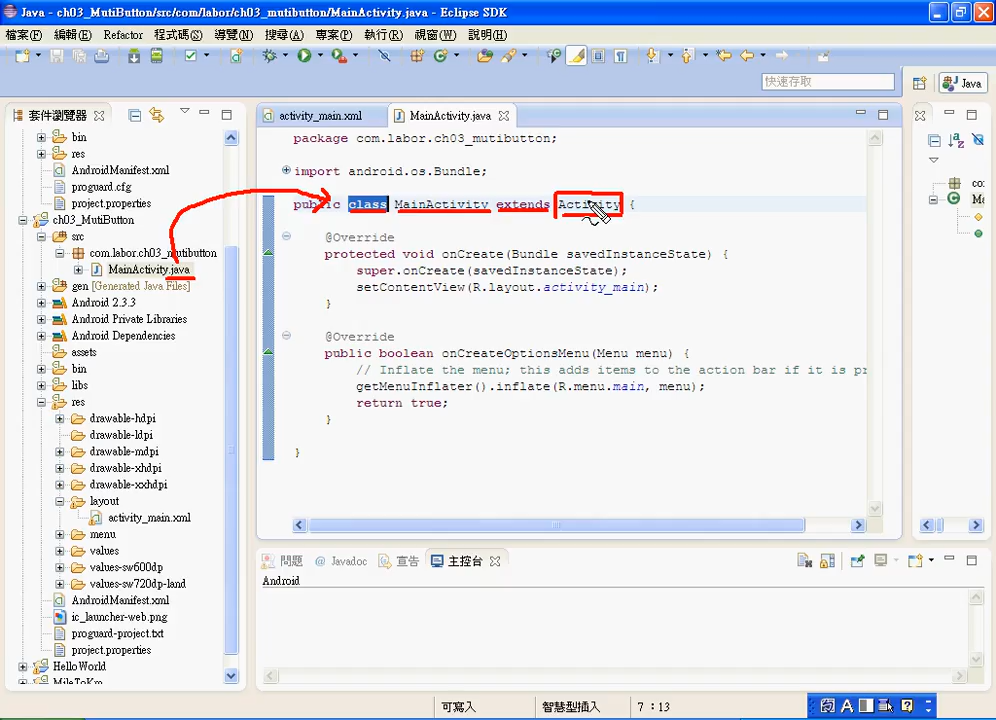 Java - ch03_MutiButton/src/com/labor/ch03_mutibutton/MainActivity.java - Eclipse SDK
檔案(F) 編輯(E) Refactor 程式碼(S) 導覽(N) 搜尋(A) 專案(P) 執行(R) 視窗(W) 說明(H)
快速存取
Java
套件瀏覽器
bin
res
AndroidManifest.xml
proguard.cfg
project.properties
ch03_MutiButton
src
com.labor.ch03_mutibutton
MainActivity.java
gen [Generated Java Files]
Android 2.3.3
Android Private Libraries
Android Dependencies
assets
bin
libs
res
drawable-hdpi
drawable-ldpi
drawable-mdpi
drawable-xhdpi
drawable-xxhdpi
layout
activity_main.xml
menu
values
values-sw600dp
values-sw720dp-land
AndroidManifest.xml
ic_launcher-web.png
proguard-project.txt
project.properties
HelloWorld
MileToKm
activity_main.xml MainActivity.java
package com.labor.ch03_mutibutton;
import android.os.Bundle;
public class MainActivity extends Activity {
@Override
protected void onCreate(Bundle savedInstanceState) {
super.onCreate(savedInstanceState);
setContentView(R.layout.activity_main);
}
@Override
public boolean onCreateOptionsMenu(Menu menu) {
// Inflate the menu; this adds items to the action bar if it is pr
getMenuInflater().inflate(R.menu.main, menu);
return true;
}
}
co
Ma
問題 @ Javadoc 宣告 主控台
Android
可寫入 智慧型插入 7 : 13
A